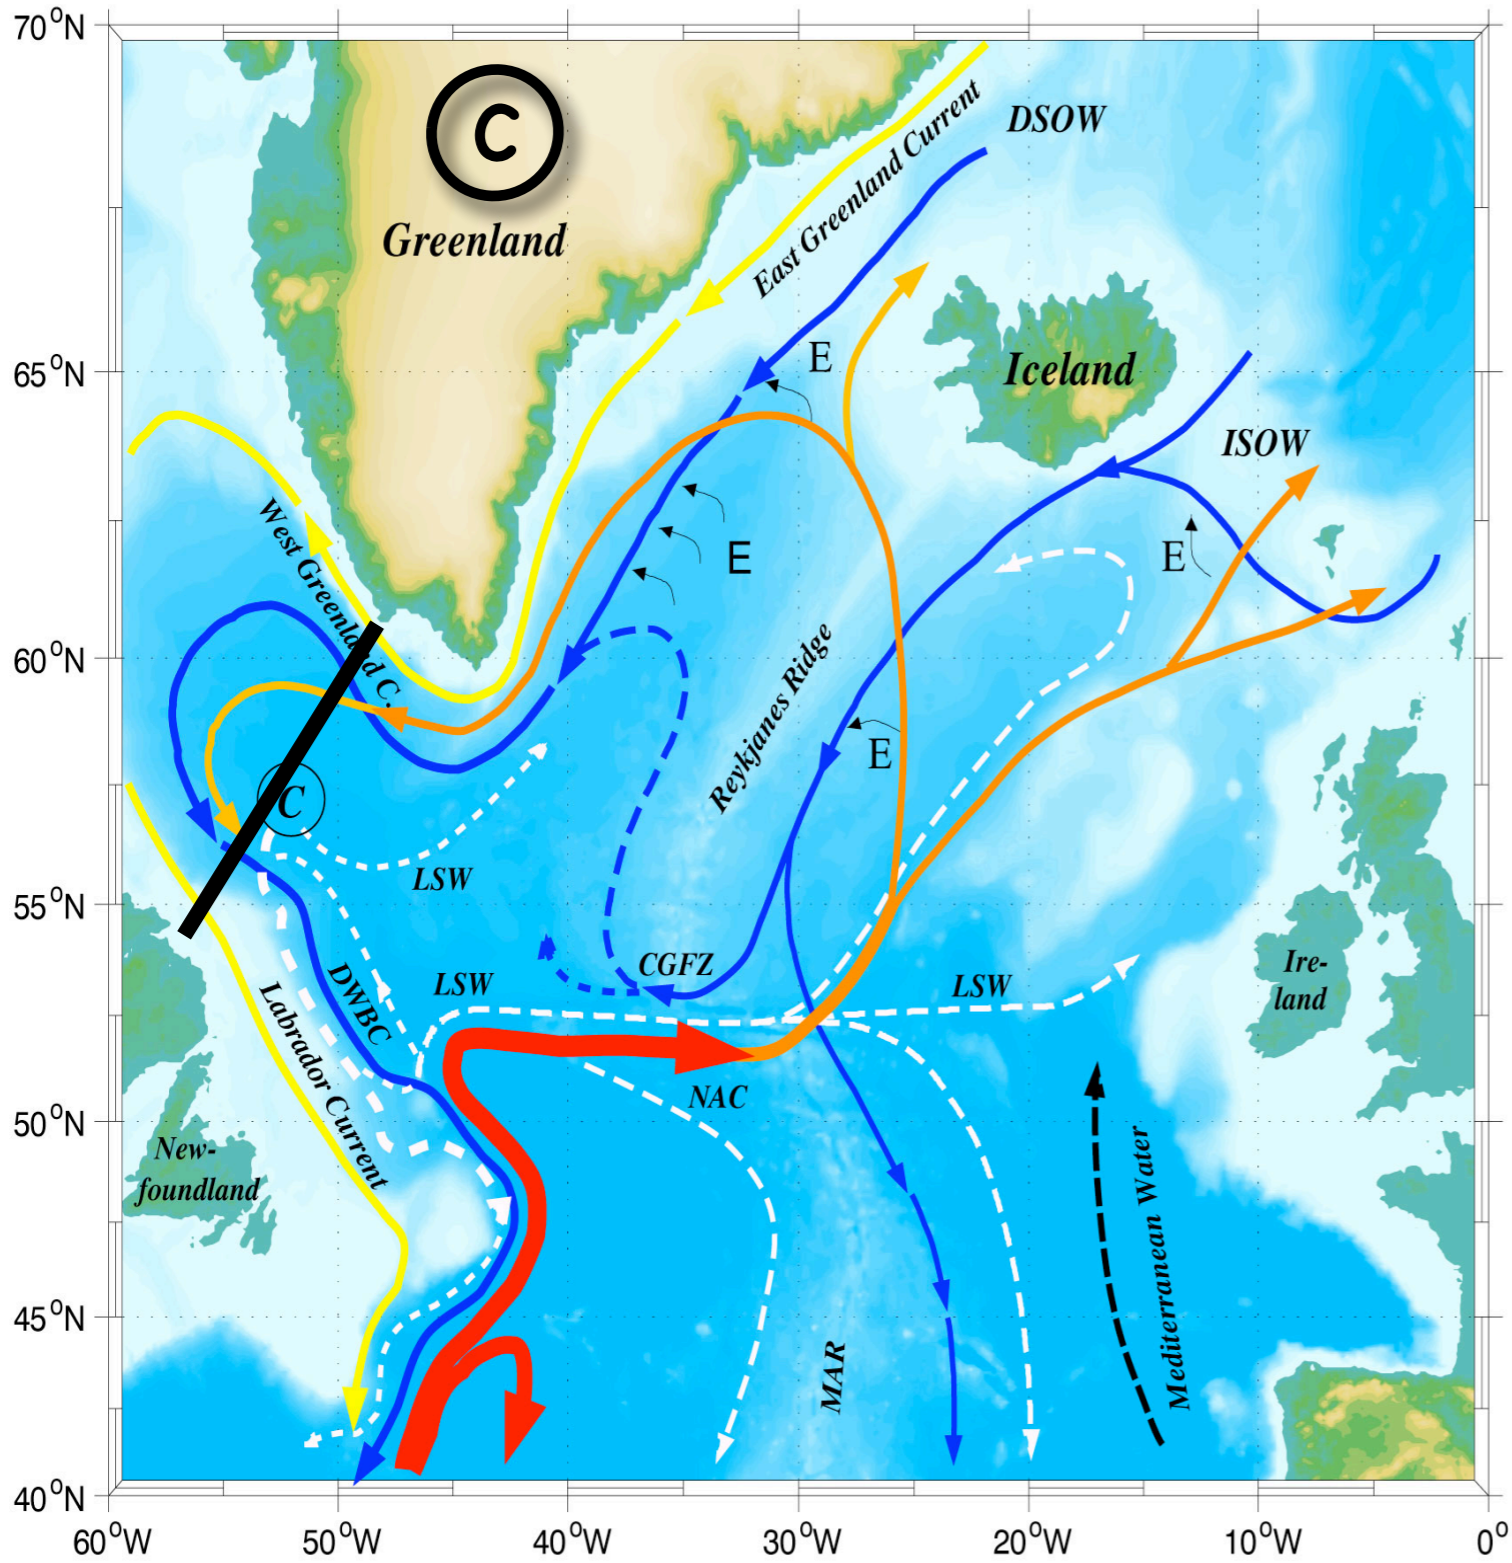 70°N
C
Greenland
East Greenland Current
DSOW
E
65°N
Iceland
ISOW
West Greenland C.
E
E
60°N
Reykjanes Ridge
E
C
LSW
55°N
CGFZ
DWBC
LSW
LSW
Ire-
land
Labrador Current
NAC
50°N
New-
foundland
Mediterranean Water
45°N
MAR
40°N
60°W 50°W 40°W 30°W 20°W 10°W 0°